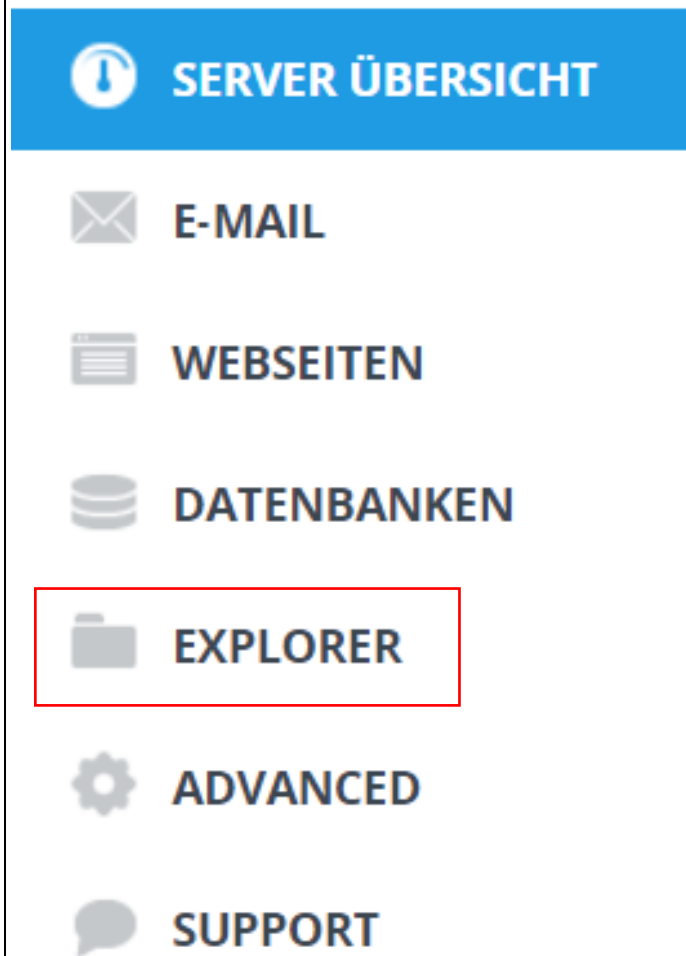 SERVER ÜBERSICHT
E-MAIL
WEBSEITEN
DATENBANKEN
EXPLORER
ADVANCED
SUPPORT